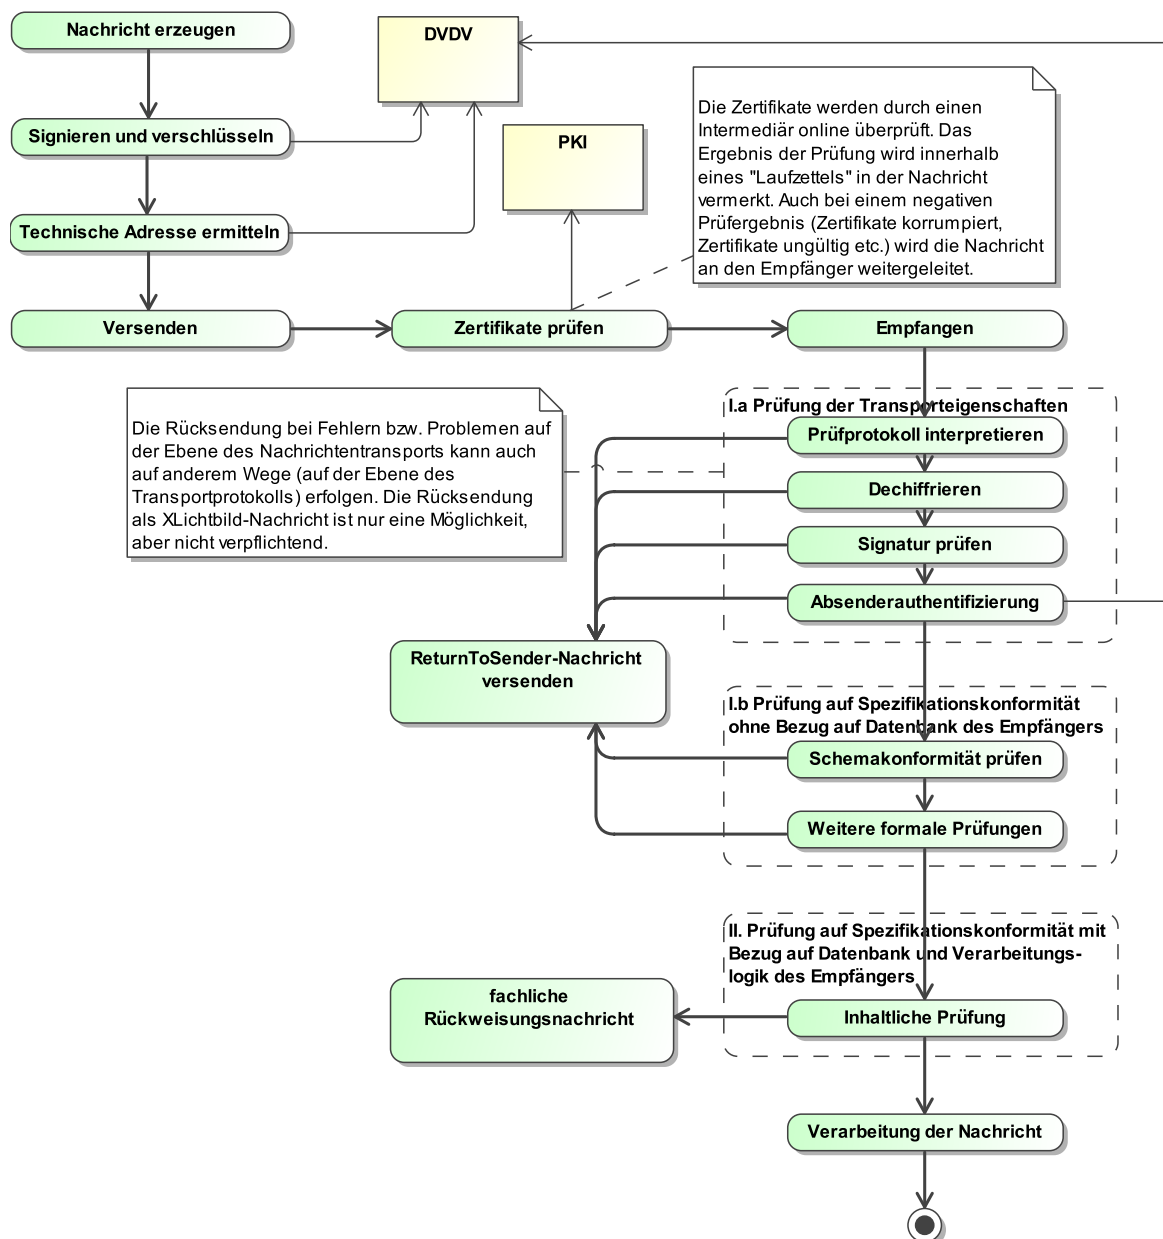 Nachricht erzeugen
DVDV
Signieren und verschlüsseln
PKI
Die Zertifikate werden durch einen
Intermediär online überprüft. Das
Ergebnis der Prüfung wird innerhalb
eines "Laufzettels" in der Nachricht
vermerkt. Auch bei einem negativen
Prüfergebnis (Zertifikate korrumpiert,
Zertifikate ungültig etc.) wird die Nachricht
an den Empfänger weitergeleitet.
Technische Adresse ermitteln
Versenden
Zertifikate prüfen
Empfangen
Die Rücksendung bei Fehlern bzw. Problemen auf
der Ebene des Nachrichtentransports kann auch
auf anderem Wege (auf der Ebene des
Transportprotokolls) erfolgen. Die Rücksendung
als XLichtbild-Nachricht ist nur eine Möglichkeit,
aber nicht verpflichtend.
I.a Prüfung der Transporteigenschaften
Prüfprotokoll interpretieren
Dechiffrieren
Signatur prüfen
Absenderauthentifizierung
ReturnToSender-Nachricht
versenden
I.b Prüfung auf Spezifikationskonformität
ohne Bezug auf Datenbank des Empfängers
Schemakonformität prüfen
Weitere formale Prüfungen
II. Prüfung auf Spezifikationskonformität mit
Bezug auf Datenbank und Verarbeitungs-
logik des Empfängers
fachliche
Rückweisungsnachricht
Inhaltliche Prüfung
Verarbeitung der Nachricht